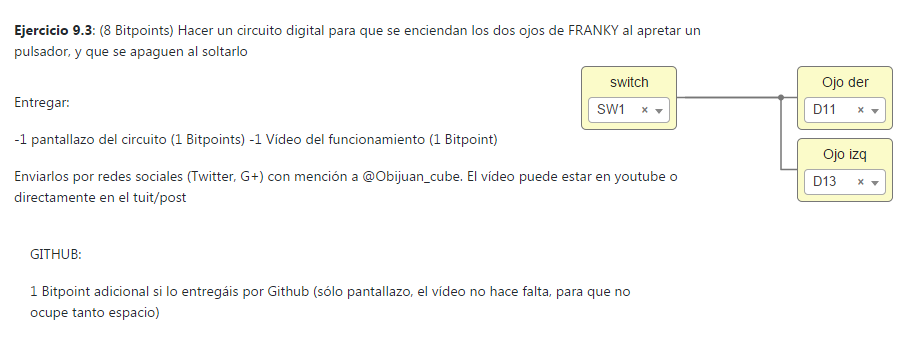 Ejercicio 9.3: (8 Bitpoints) Hacer un circuito digital para que se enciendan los dos ojos de FRANKY al apretar un
pulsador, y que se apaguen al soltarlo
switch
SW1 ×
Ojo der
D11 ×
Ojo izq
D13 ×
Entregar:
-1 pantallazo del circuito (1 Bitpoints) -1 Vídeo del funcionamiento (1 Bitpoint)
Enviarlos por redes sociales (Twitter, G+) con mención a @Obijuan_cube. El vídeo puede estar en youtube o
directamente en el tuit/post
GITHUB:
1 Bitpoint adicional si lo entregáis por Github (sólo pantallazo, el vídeo no hace falta, para que no
ocupe tanto espacio)